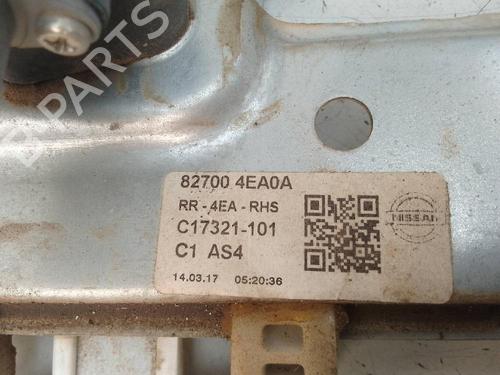 82700 4EA0A
RR - 4EA - RHS
C17321-101
C1 AS4
14.03.17 05:20:36
NISSAN
B-PARTS